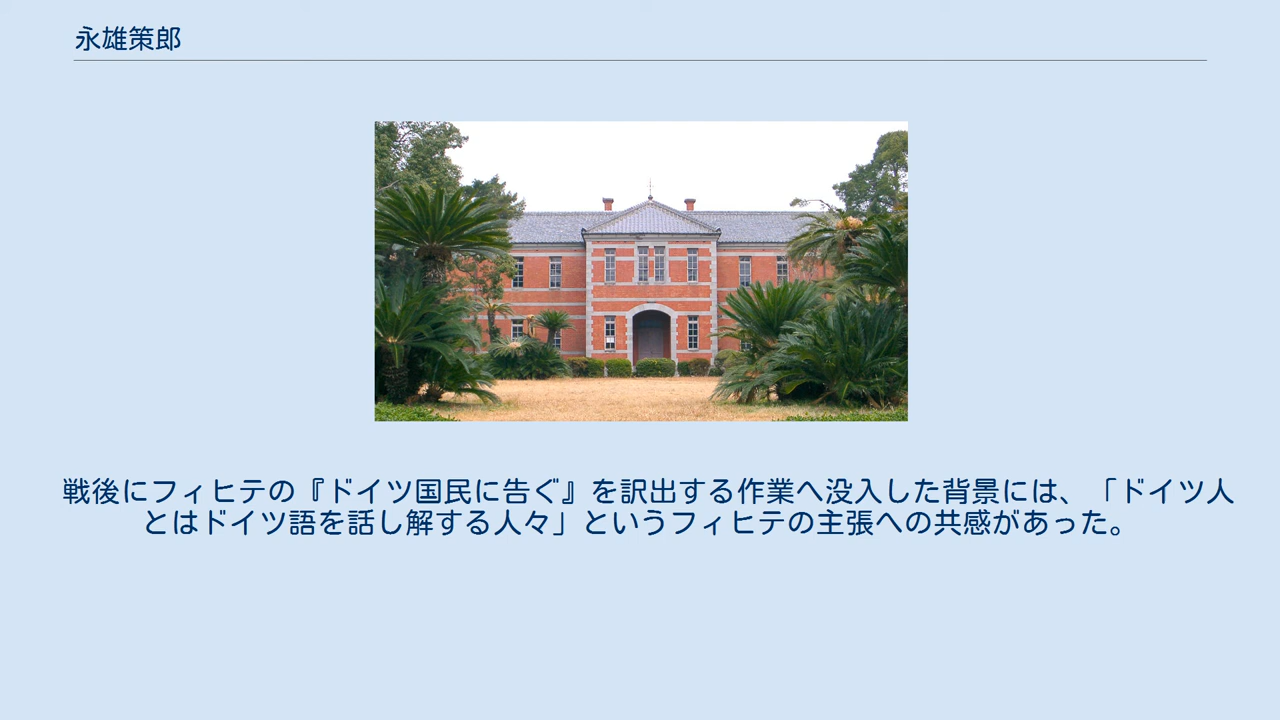 永雄策郎
戦後にフィヒテの『ドイツ国民に告ぐ』を訳出する作業へ没入した背景には、「ドイツ人
とはドイツ語を話し解する人々」というフィヒテの主張への共感があった。